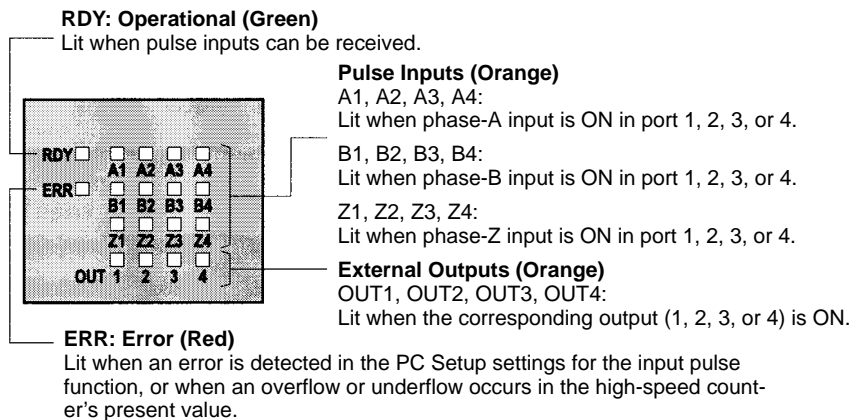 RDY: Operational (Green)
Lit when pulse inputs can be received.
Pulse Inputs (Orange)
A1, A2, A3, A4:
Lit when phase-A input is ON in port 1, 2, 3, or 4.
B1, B2, B3, B4:
Lit when phase-B input is ON in port 1, 2, 3, or 4.
Z1, Z2, Z3, Z4:
Lit when phase-Z input is ON in port 1, 2, 3, or 4.
External Outputs (Orange)
OUT1, OUT2, OUT3, OUT4:
Lit when the corresponding output (1, 2, 3, or 4) is ON.
RDY
A1 A2 A3 A4
ERR
B1 B2 B3 B4
Z1 Z2 Z3 Z4
OUT 1 2 3 4
ERR: Error (Red)
Lit when an error is detected in the PC Setup settings for the input pulse
function, or when an overflow or underflow occurs in the high-speed count-
er's present value.